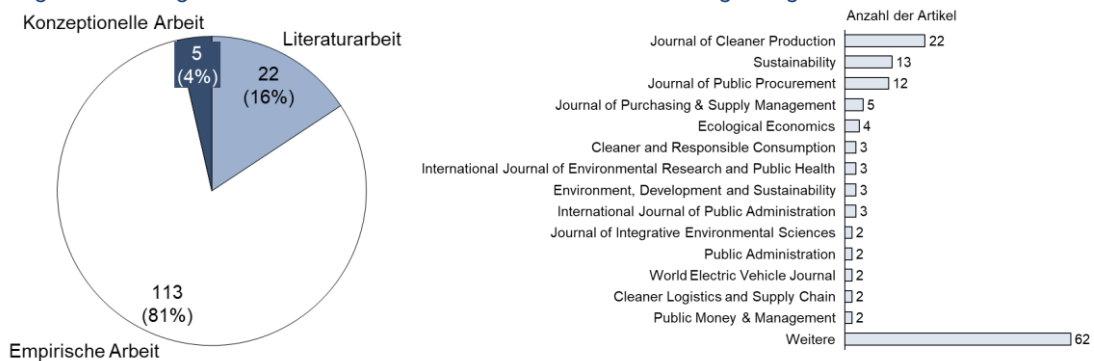 Konzeptionelle Arbeit
5
(4%)
Literaturarbeit
22
(16%)
113
(81%)
Empirische Arbeit
Anzahl der Artikel
Journal of Cleaner Production 22
Sustainability 13
Journal of Public Procurement 12
Journal of Purchasing & Supply Management 5
Ecological Economics 4
Cleaner and Responsible Consumption 3
International Journal of Environmental Research and Public Health 3
Environment, Development and Sustainability 3
International Journal of Public Administration 3
Journal of Integrative Environmental Sciences 2
Public Administration 2
World Electric Vehicle Journal 2
Cleaner Logistics and Supply Chain 2
Public Money & Management 2
Weitere 62